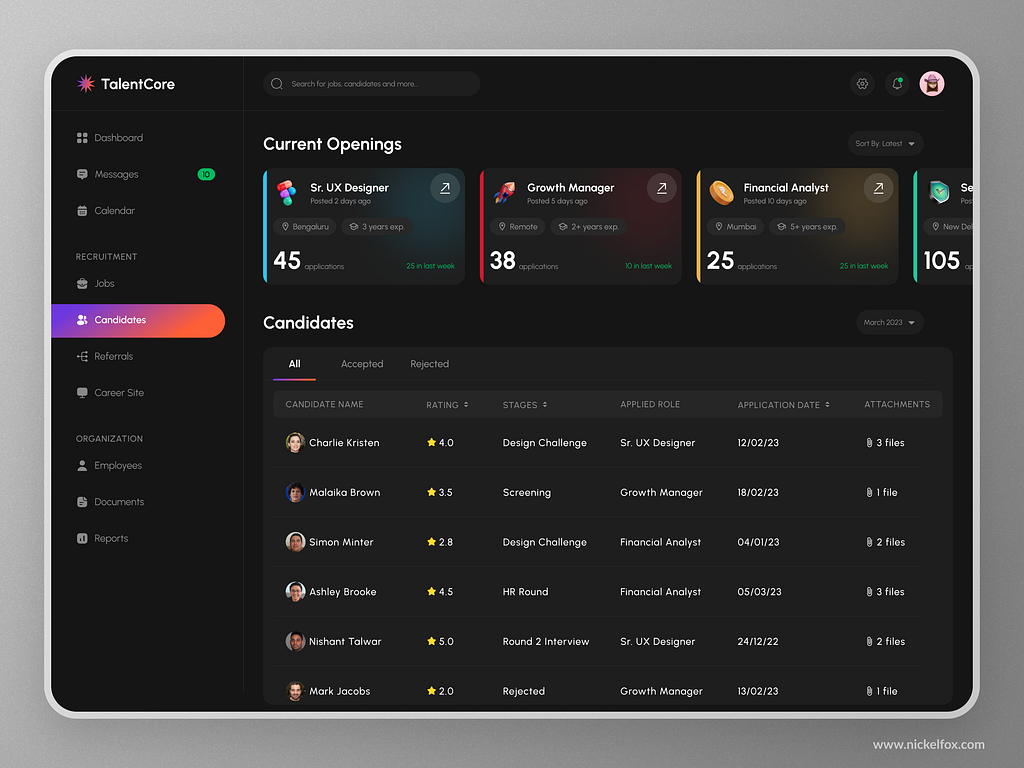 TalentCore
Search for jobs, candidates and more...
Dashboard
Messages 10
Calendar
RECRUITMENT
Jobs
Candidates
Referrals
Career Site
ORGANIZATION
Employees
Documents
Reports
Current Openings
Sort By: Latest
Sr. UX Designer
Posted 2 days ago
Bengaluru 3 years exp.
45 applications 25 in last week
Growth Manager
Posted 5 days ago
Remote 2+ years exp.
38 applications 10 in last week
Financial Analyst
Posted 10 days ago
Mumbai 5+ years exp.
25 applications 25 in last week
Se
Pos
New Del
105 ap
Candidates
March 2023
All Accepted Rejected
CANDIDATE NAME RATING STAGES APPLIED ROLE APPLICATION DATE ATTACHMENTS
Charlie Kristen 4.0 Design Challenge Sr. UX Designer 12/02/23 3 files
Malaika Brown 3.5 Screening Growth Manager 18/02/23 1 file
Simon Minter 2.8 Design Challenge Financial Analyst 04/01/23 2 files
Ashley Brooke 4.5 HR Round Financial Analyst 05/03/23 3 files
Nishant Talwar 5.0 Round 2 Interview Sr. UX Designer 24/12/22 2 files
Mark Jacobs 2.0 Rejected Growth Manager 13/02/23 1 file
www.nickelfox.com